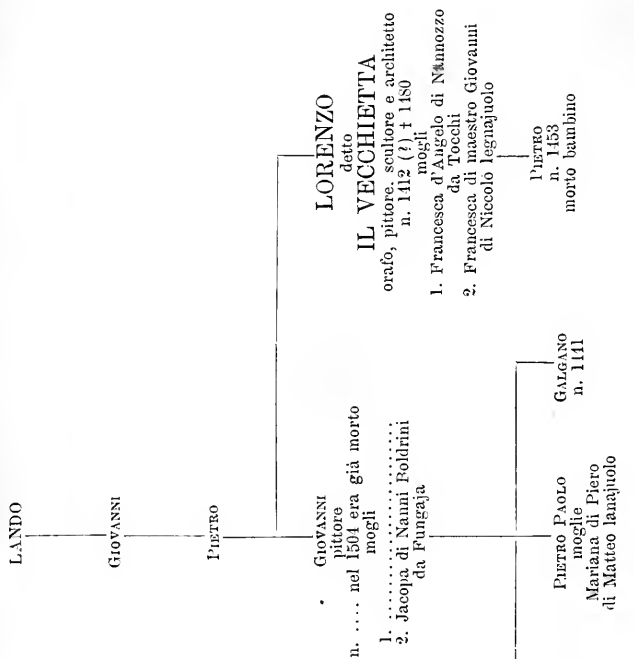 LANDO
GIOVANNI
PIETRO
GIOVANNI
pittore
n. .... nel 1504 era già morto
mogli
1. ..............................
2. Jacopa di Nanni Boldrini
da Fungaja
LORENZO
detto
IL VECCHIETTA
orafo, pittore. scultore e architetto
n. 1412 (?) † 1480
mogli
1. Francesca d'Angelo di Nannozzo
da Tocchi
2. Francesca di maestro Giovanni
di Niccolò legnajuolo
PIETRO PAOLO
moglie
Mariana di Piero
di Matteo lanajuolo
GALGANO
n. 1441
PIETRO
n. 1453
morto bambino